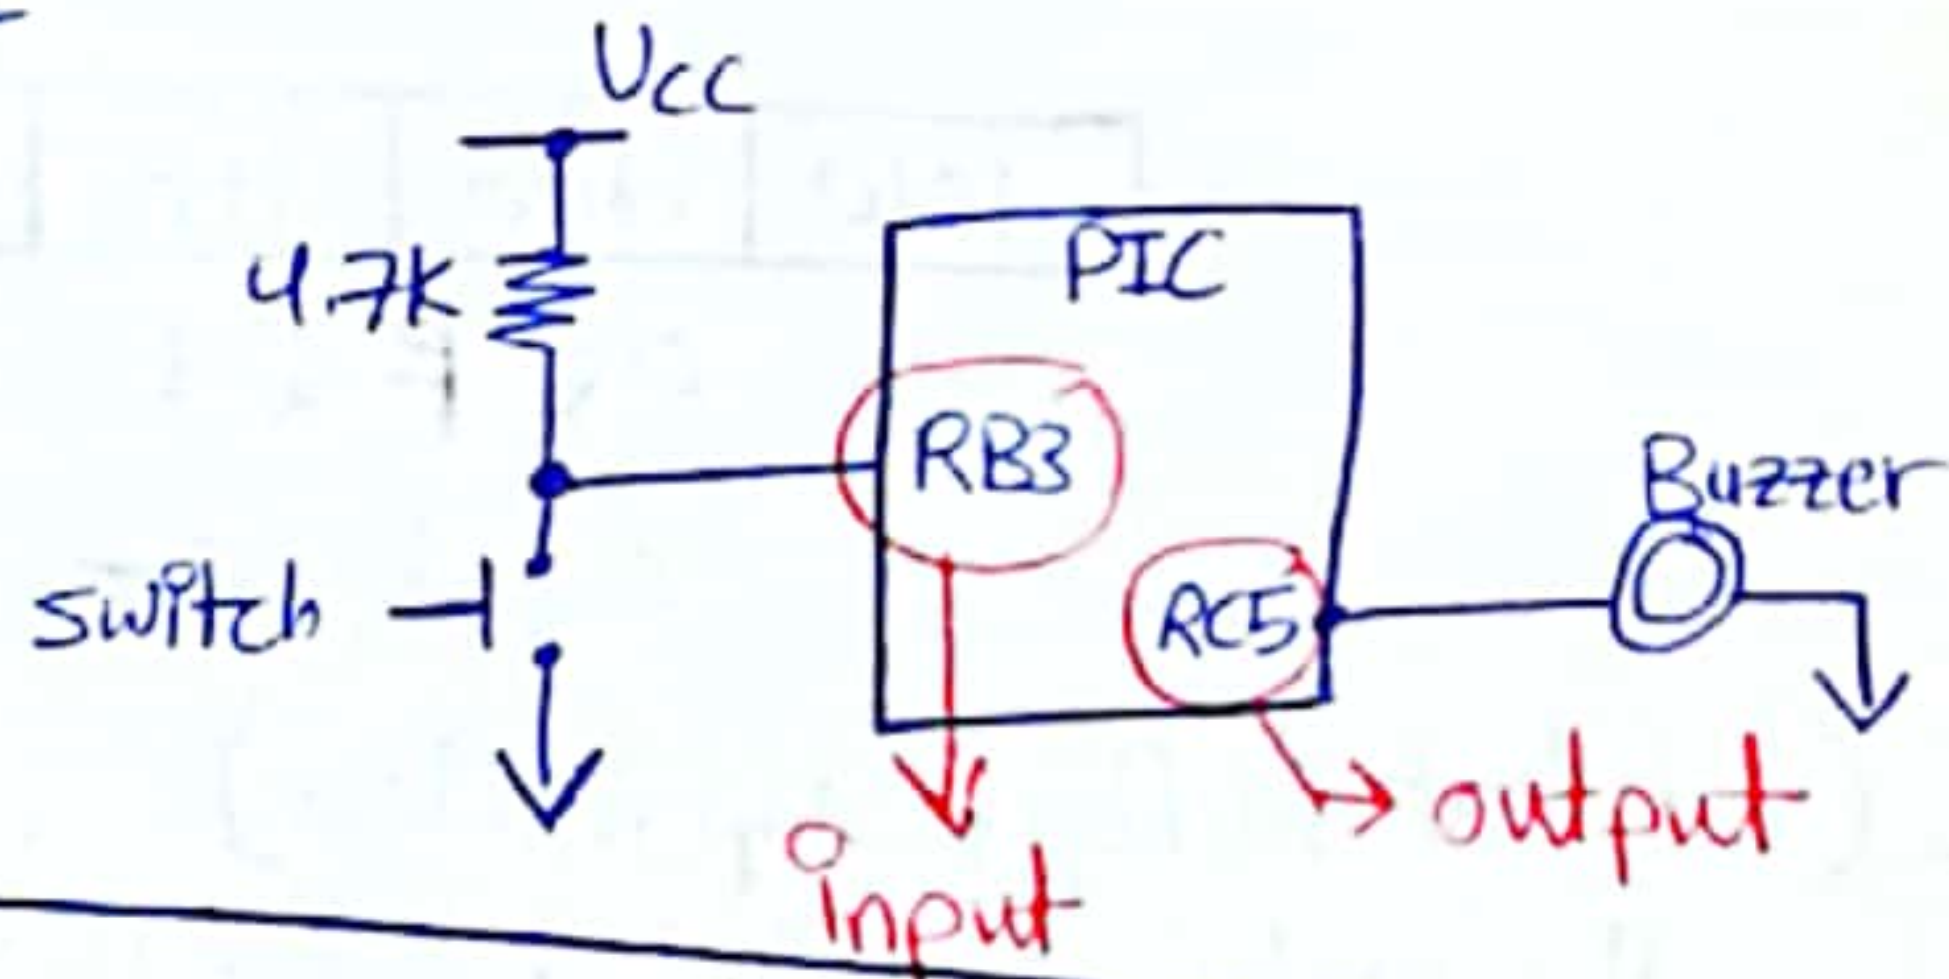 Vcc
4.7K
PIC
RB3
Buzzer
switch
RC5
output
input